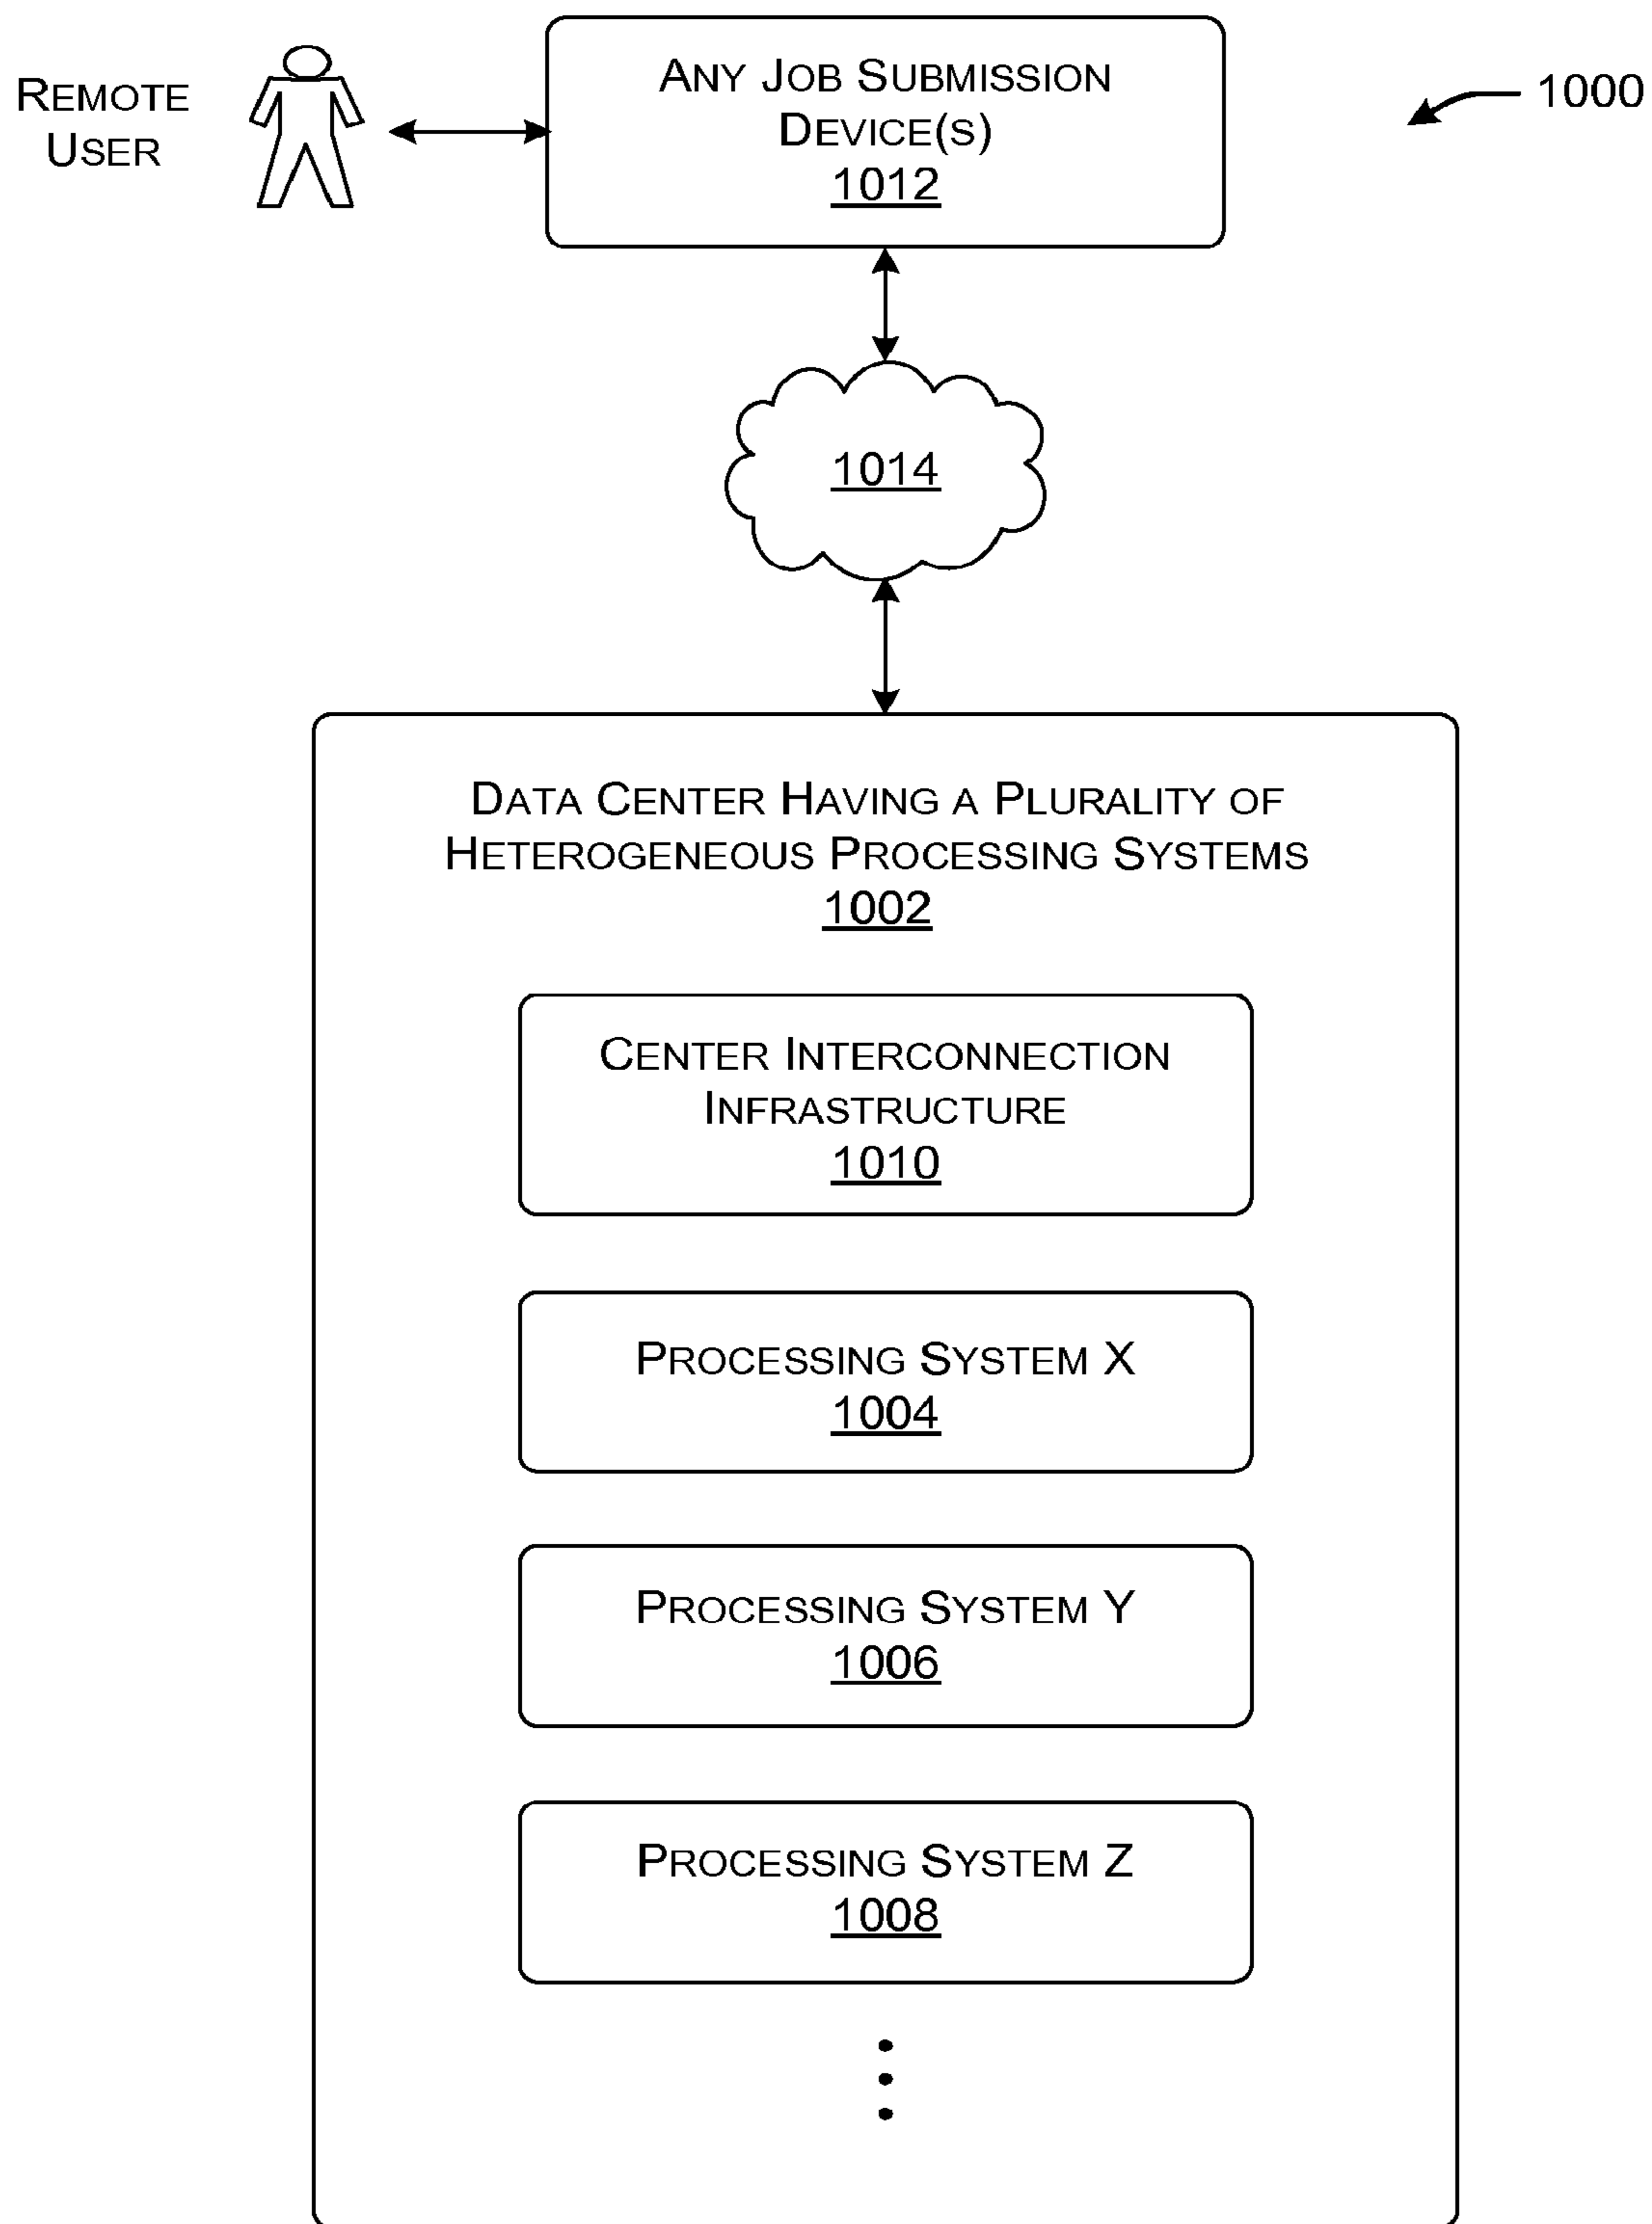 REMOTE
USER
ANY JOB SUBMISSION
DEVICE(S)
1012
1000
1014
DATA CENTER HAVING A PLURALITY OF
HETEROGENEOUS PROCESSING SYSTEMS
1002
CENTER INTERCONNECTION
INFRASTRUCTURE
1010
PROCESSING SYSTEM X
1004
PROCESSING SYSTEM Y
1006
PROCESSING SYSTEM Z
1008